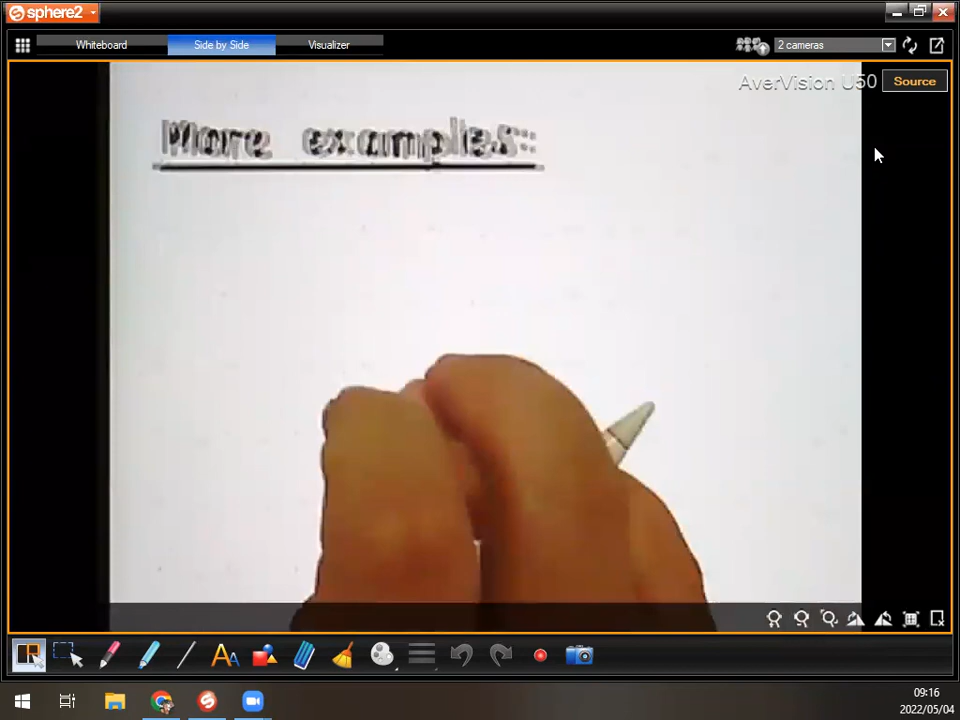 sphere2
Whiteboard Side by Side Visualizer 2 cameras
AverVision U50 Source
More examples:
09:16
2022/05/04